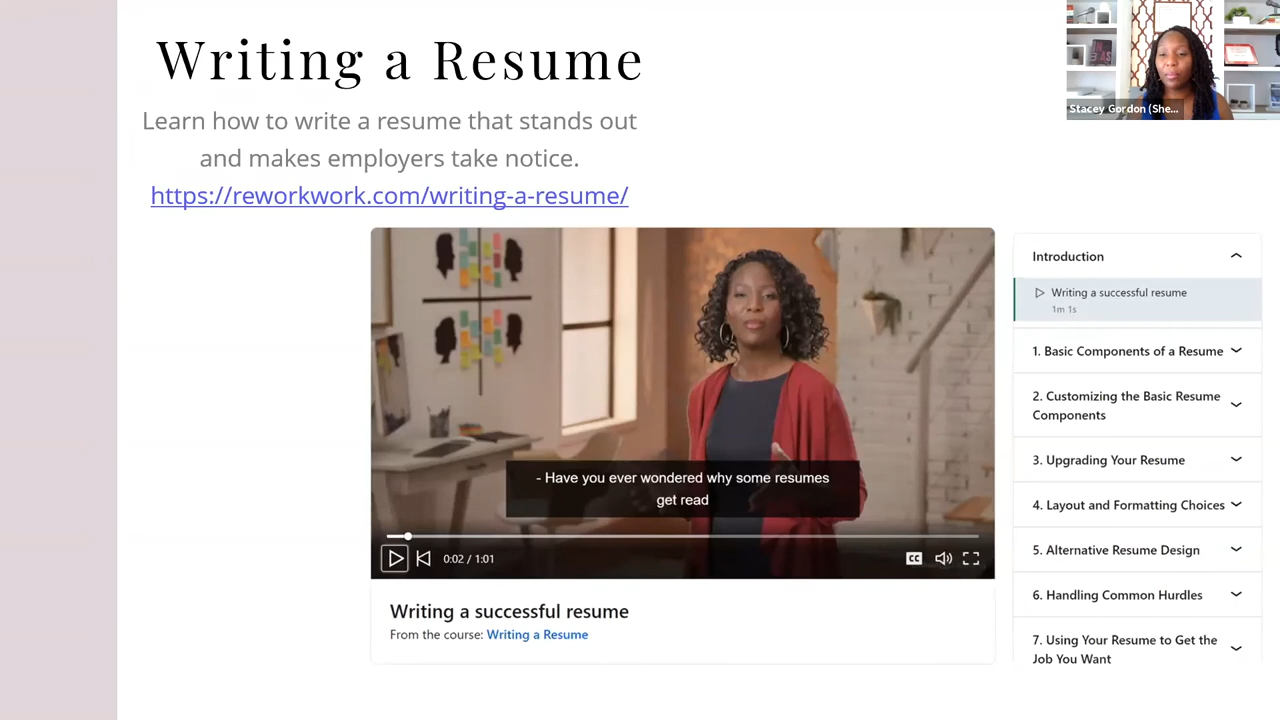 Writing a Resume
Learn how to write a resume that stands out
and makes employers take notice.
https://reworkwork.com/writing-a-resume/
Stacey Gordon (She...
- Have you ever wondered why some resumes
get read
0:02 / 1:01
CC
Writing a successful resume
From the course: Writing a Resume
Introduction
Writing a successful resume
1m 1s
1. Basic Components of a Resume
2. Customizing the Basic Resume
Components
3. Upgrading Your Resume
4. Layout and Formatting Choices
5. Alternative Resume Design
6. Handling Common Hurdles
7. Using Your Resume to Get the
Job You Want